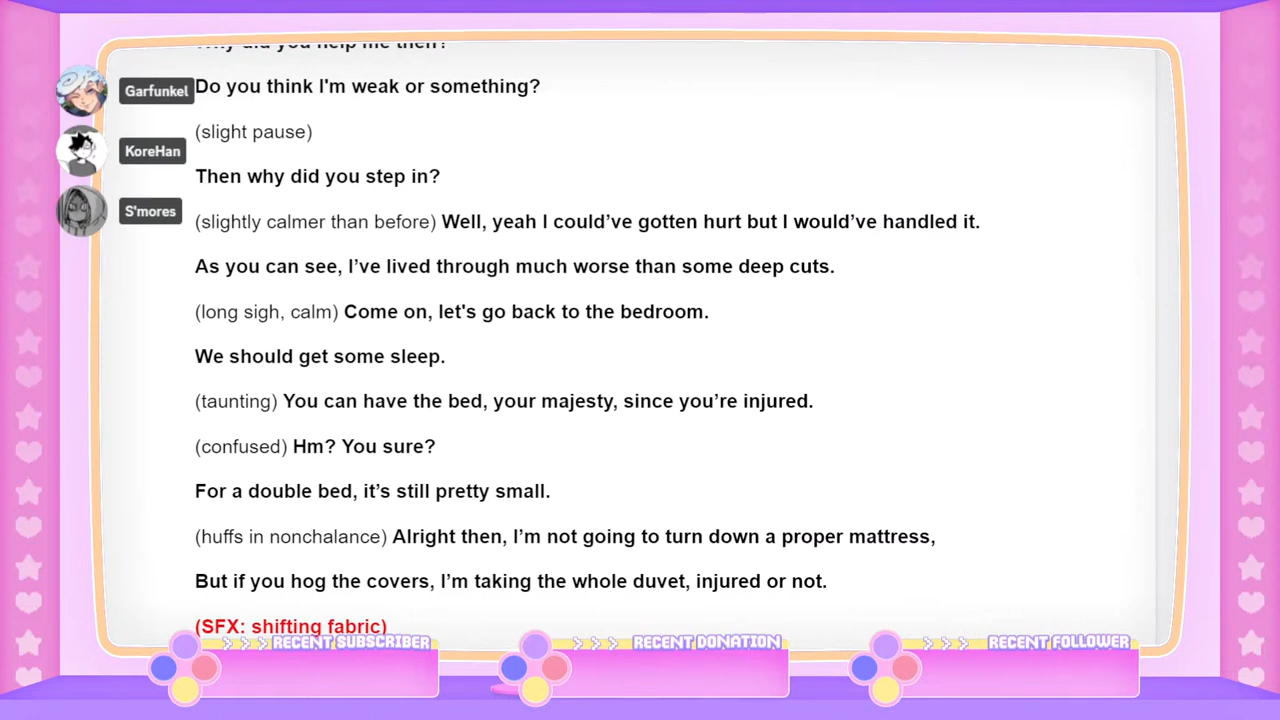 Why did you help me then?
Garfunkel
Do you think I'm weak or something?
(slight pause)
KoreHan
Then why did you step in?
S'mores
(slightly calmer than before) Well, yeah I could’ve gotten hurt but I would’ve handled it.
As you can see, I’ve lived through much worse than some deep cuts.
(long sigh, calm) Come on, let's go back to the bedroom.
We should get some sleep.
(taunting) You can have the bed, your majesty, since you’re injured.
(confused) Hm? You sure?
For a double bed, it’s still pretty small.
(huffs in nonchalance) Alright then, I’m not going to turn down a proper mattress,
But if you hog the covers, I’m taking the whole duvet, injured or not.
(SFX: shifting fabric)
> > > RECENT SUBSCRIBER
> > > RECENT DONATION
> > > RECENT FOLLOWER